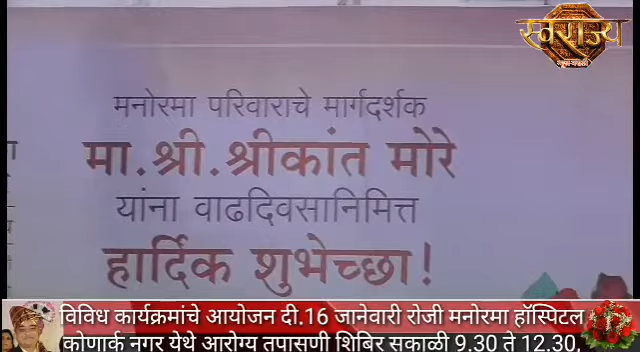 स्वराज्य
मनोरमा परिवाराचे मार्गदर्शक
मा.श्री.श्रीकांत मोरे
यांना वाढदिवसानिमित्त
हार्दिक शुभेच्छा!
विविध कार्यक्रमांचे आयोजन दी.16 जानेवारी रोजी मनोरमा हॉस्पिटल
कोणार्क नगर येथे आरोग्य तपासणी शिबिर सकाळी 9.30 ते 12.30.